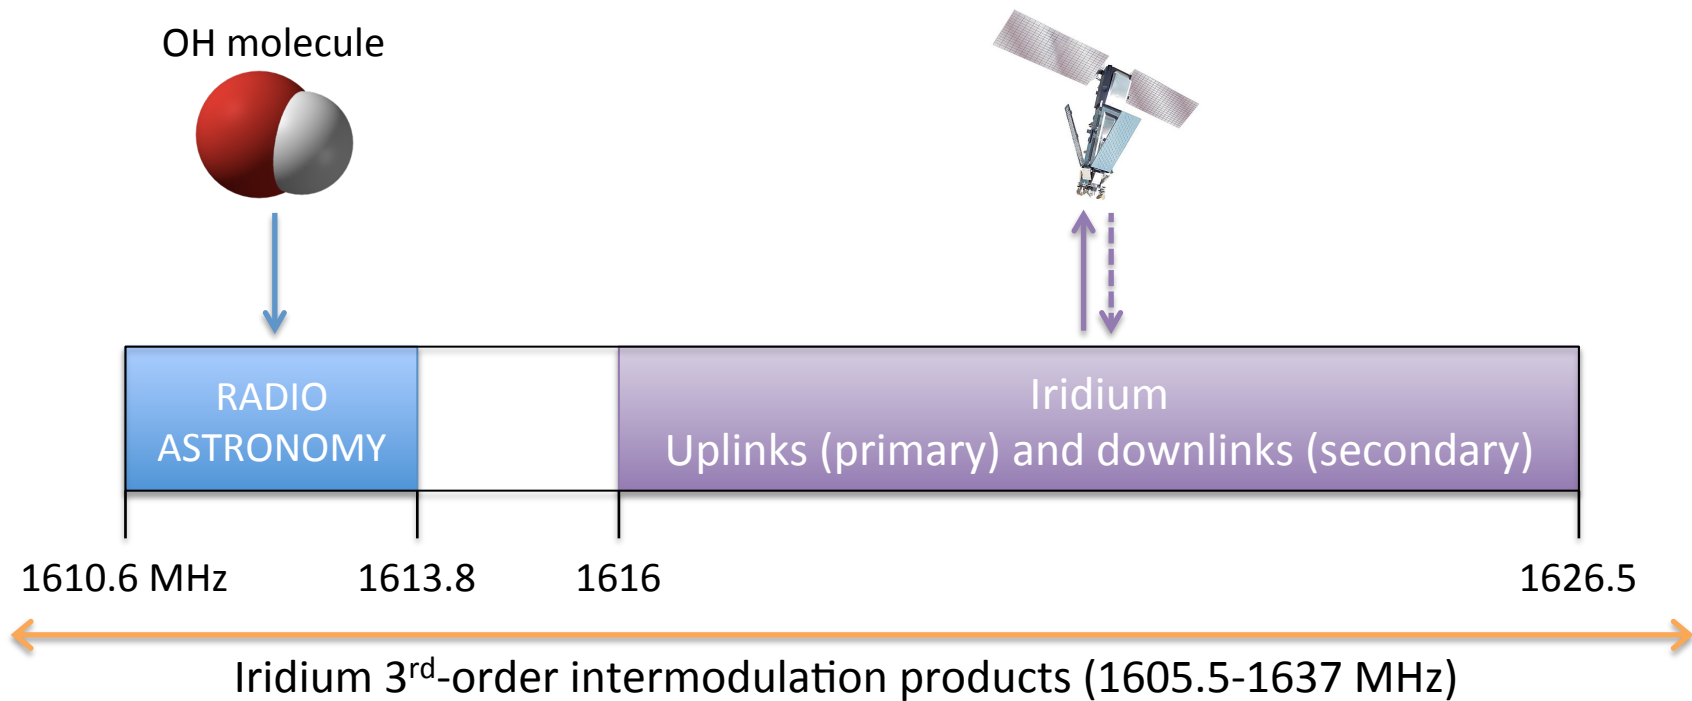 OH molecule
RADIO
ASTRONOMY
Iridium
Uplinks (primary) and downlinks (secondary)
1610.6 MHz 1613.8 1616 1626.5
Iridium 3rd-order intermodulation products (1605.5-1637 MHz)